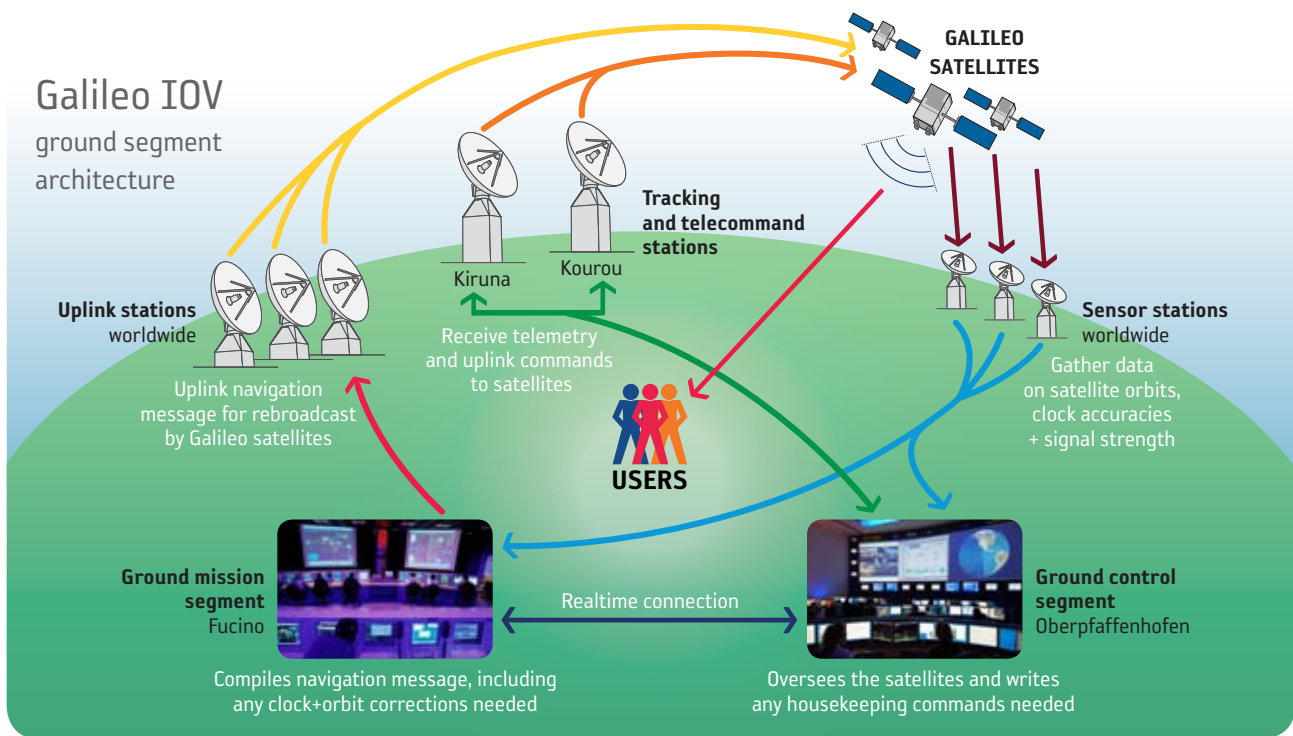 Galileo IOV
ground segment
architecture
GALILEO
SATELLITES
Tracking
and telecommand
stations
Kiruna
Kourou
Uplink stations
worldwide
Receive telemetry
and uplink commands
to satellites
Uplink navigation
message for rebroadcast
by Galileo satellites
Sensor stations
worldwide
Gather data
on satellite orbits,
clock accuracies
+ signal strength
USERS
Ground mission
segment
Fucino
Realtime connection
Ground control
segment
Oberpfaffenhofen
Compiles navigation message, including
any clock+orbit corrections needed
Oversees the satellites and writes
any housekeeping commands needed